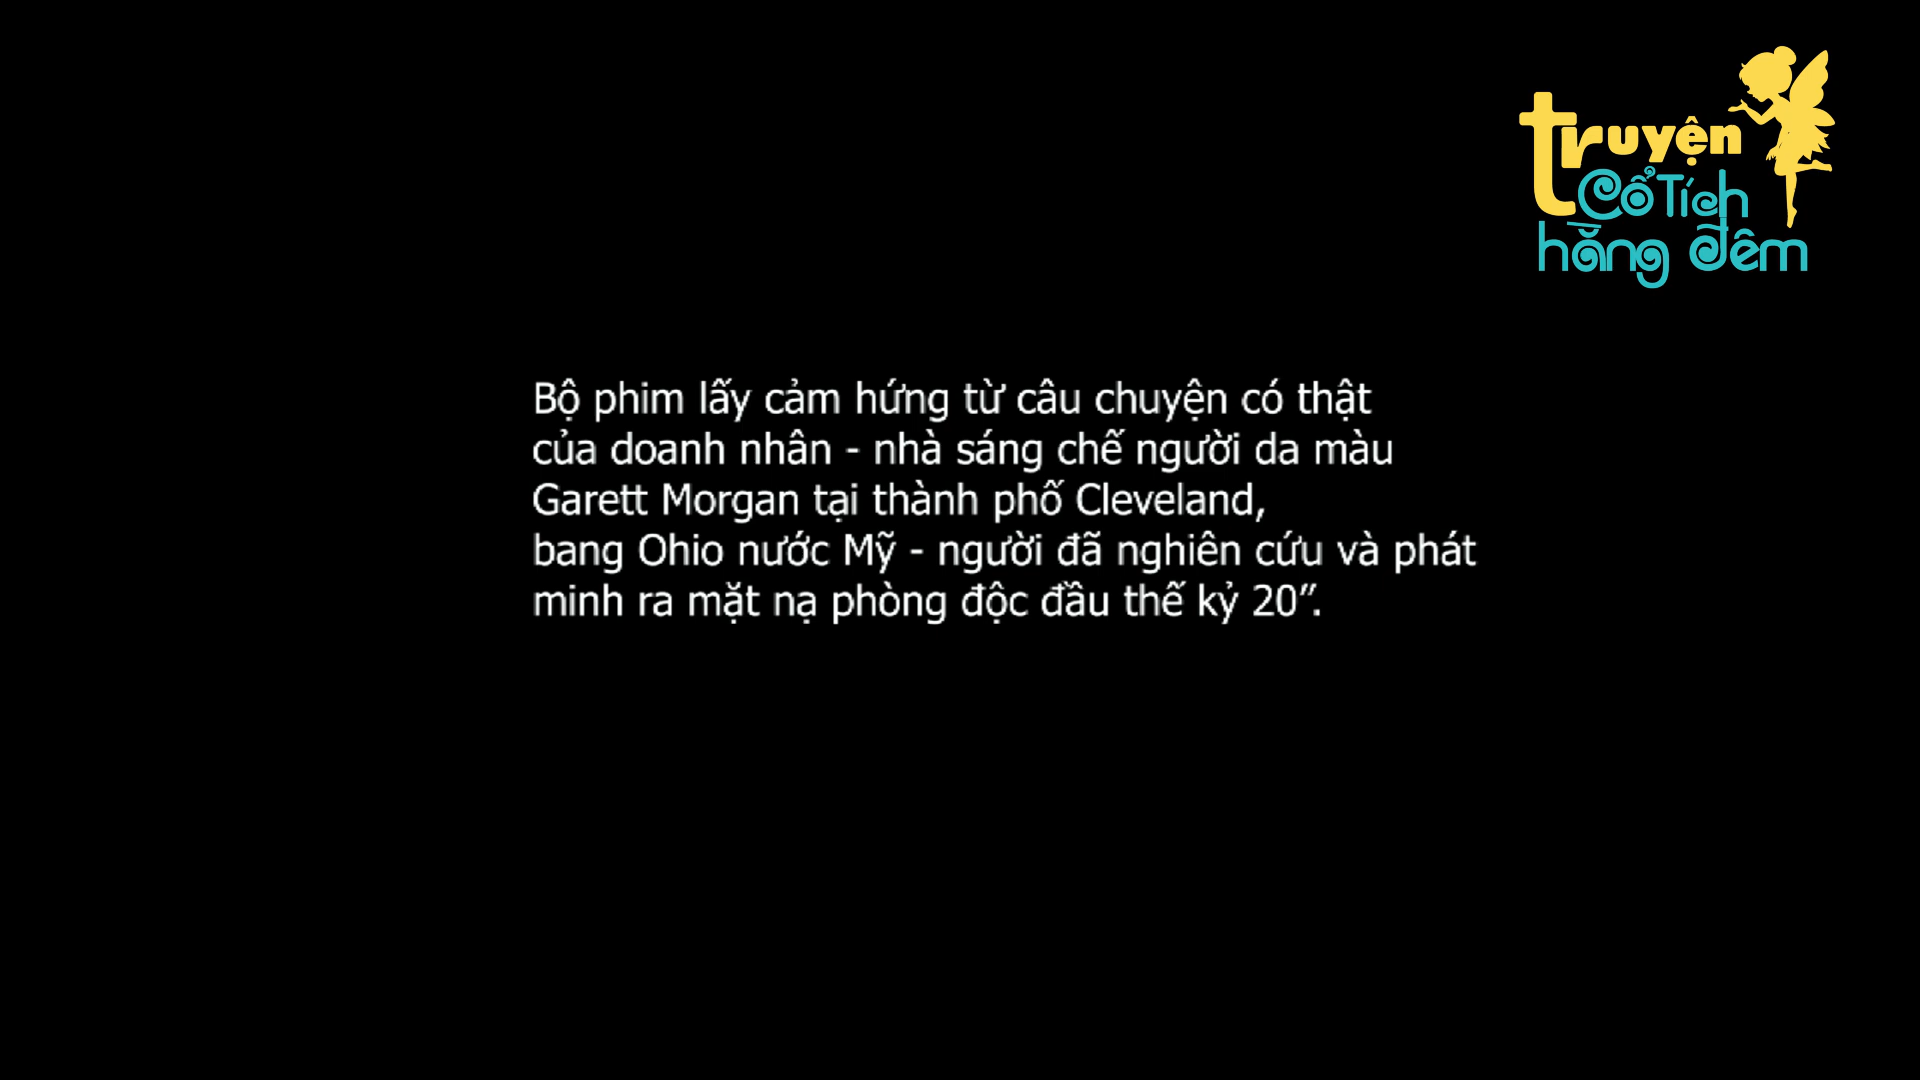 truyện
Cổ Tích
hằng đêm
Bộ phim lấy cảm hứng từ câu chuyện có thật
của doanh nhân - nhà sáng chế người da màu
Garett Morgan tại thành phố Cleveland,
bang Ohio nước Mỹ - người đã nghiên cứu và phát
minh ra mặt nạ phòng độc đầu thế kỷ 20”.